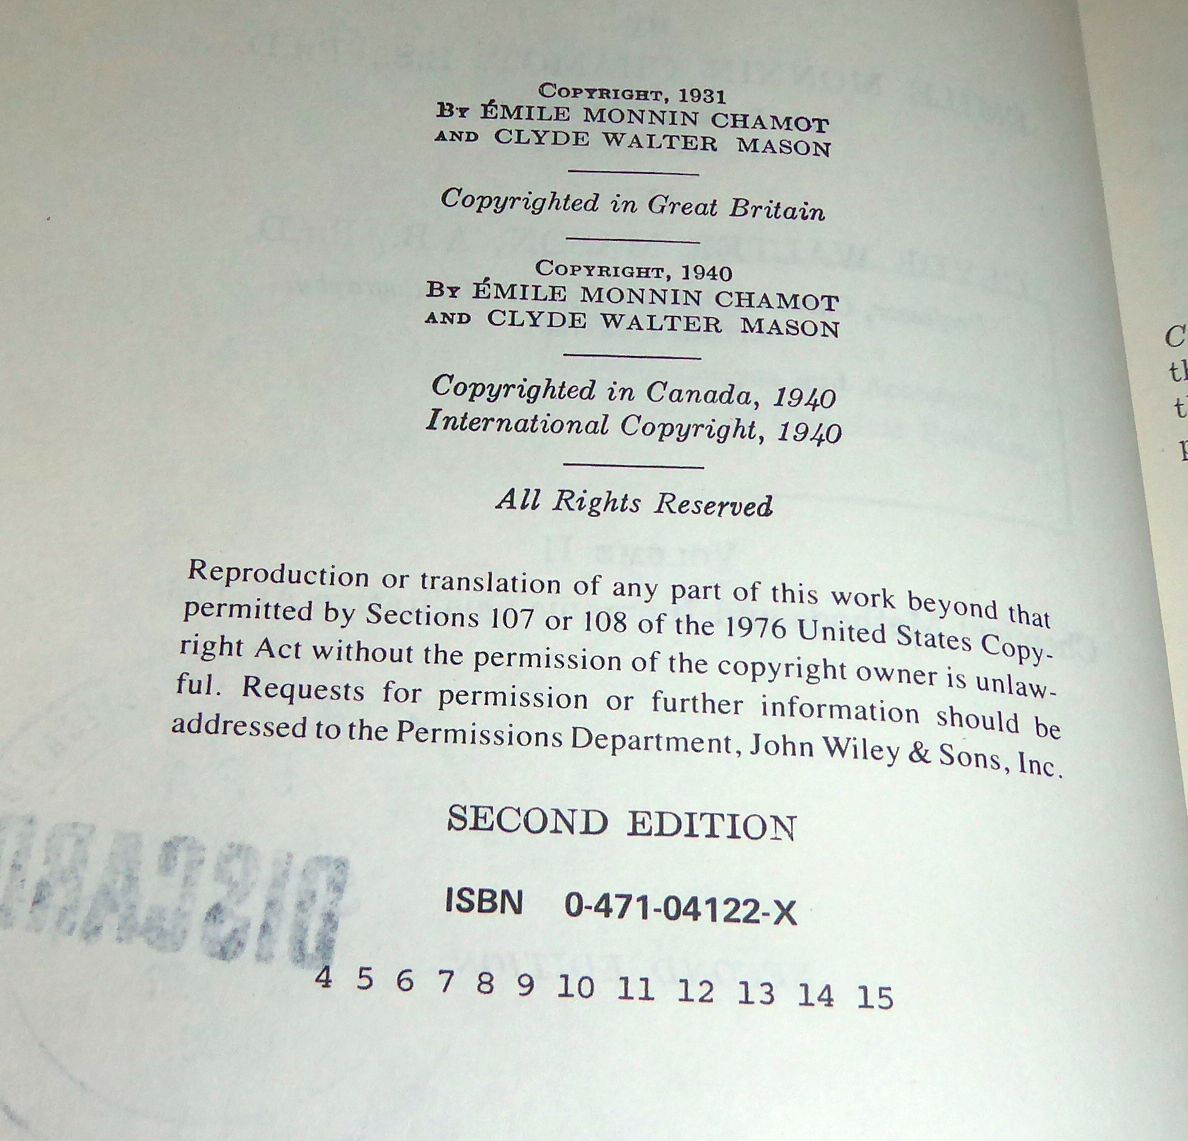 COPYRIGHT, 1931
BY ÉMILE MONNIN CHAMOT
AND CLYDE WALTER MASON
Copyrighted in Great Britain
COPYRIGHT, 1940
BY ÉMILE MONNIN CHAMOT
AND CLYDE WALTER MASON
Copyrighted in Canada, 1940
International Copyright, 1940
All Rights Reserved
Reproduction or translation of any part of this work beyond that
permitted by Sections 107 or 108 of the 1976 United States Copy-
right Act without the permission of the copyright owner is unlaw-
ful. Requests for permission or further information should be
addressed to the Permissions Department, John Wiley & Sons, Inc.
SECOND EDITION
ISBN 0-471-04122-X
4 5 6 7 8 9 10 11 12 13 14 15